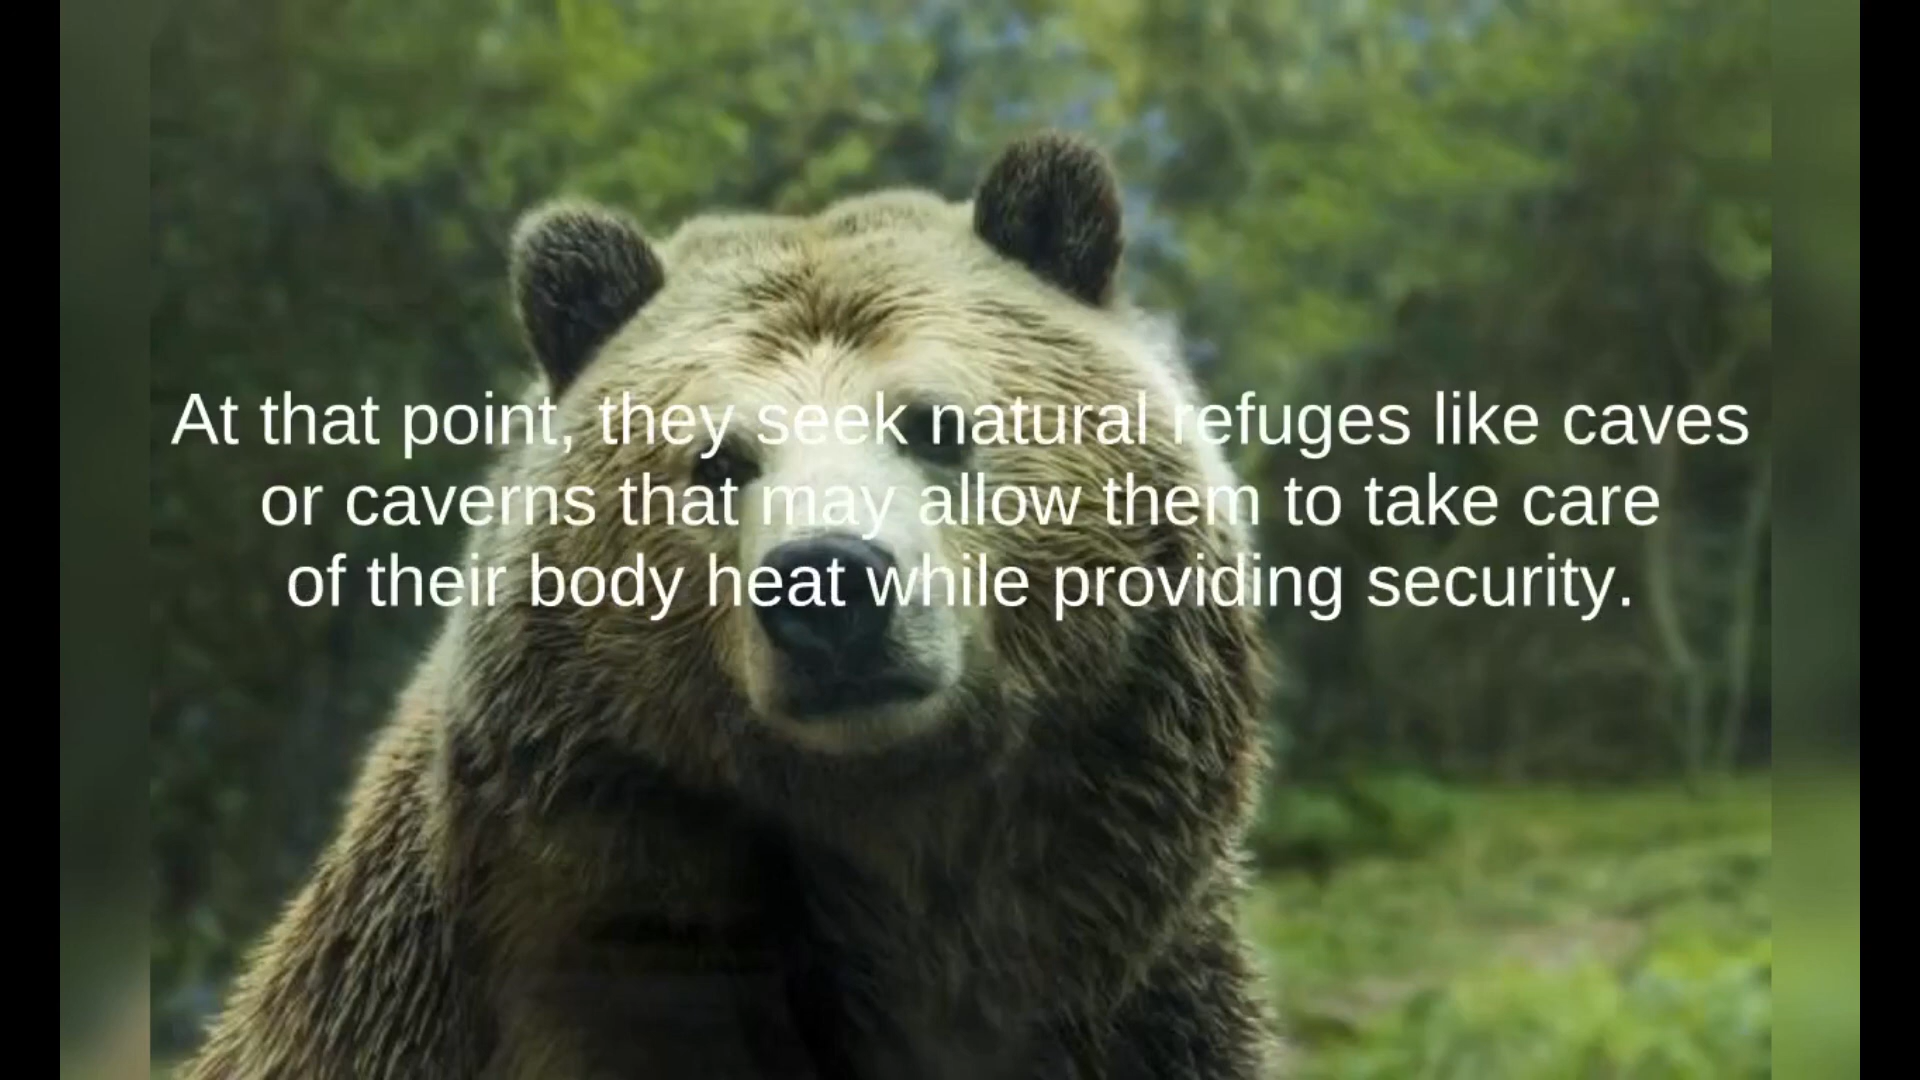 At that point, they seek natural refuges like caves
or caverns that may allow them to take care
of their body heat while providing security.